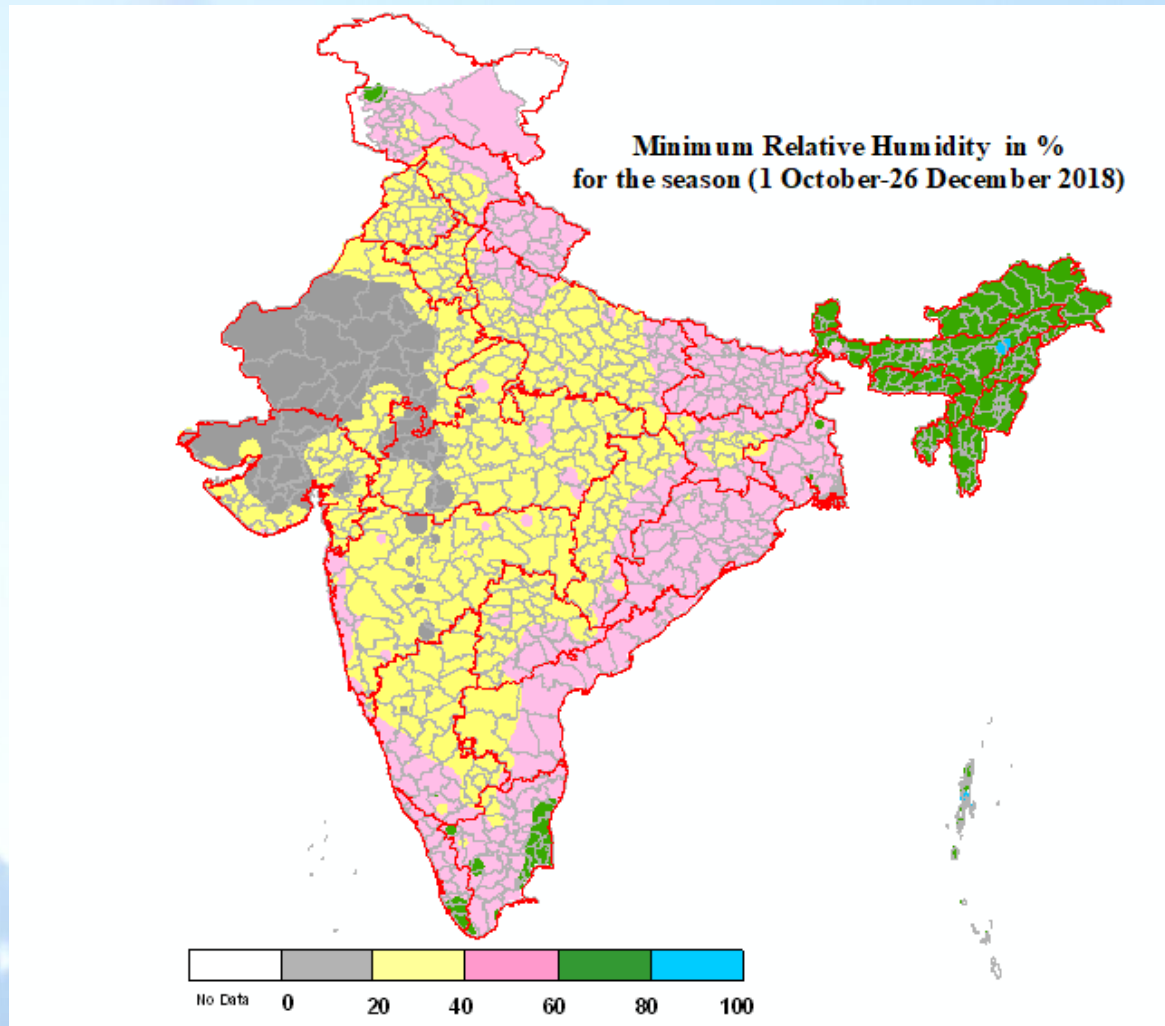 Minimum Relative Humidity in %
for the season (1 October-26 December 2018)
No Data 0 20 40 60 80 100